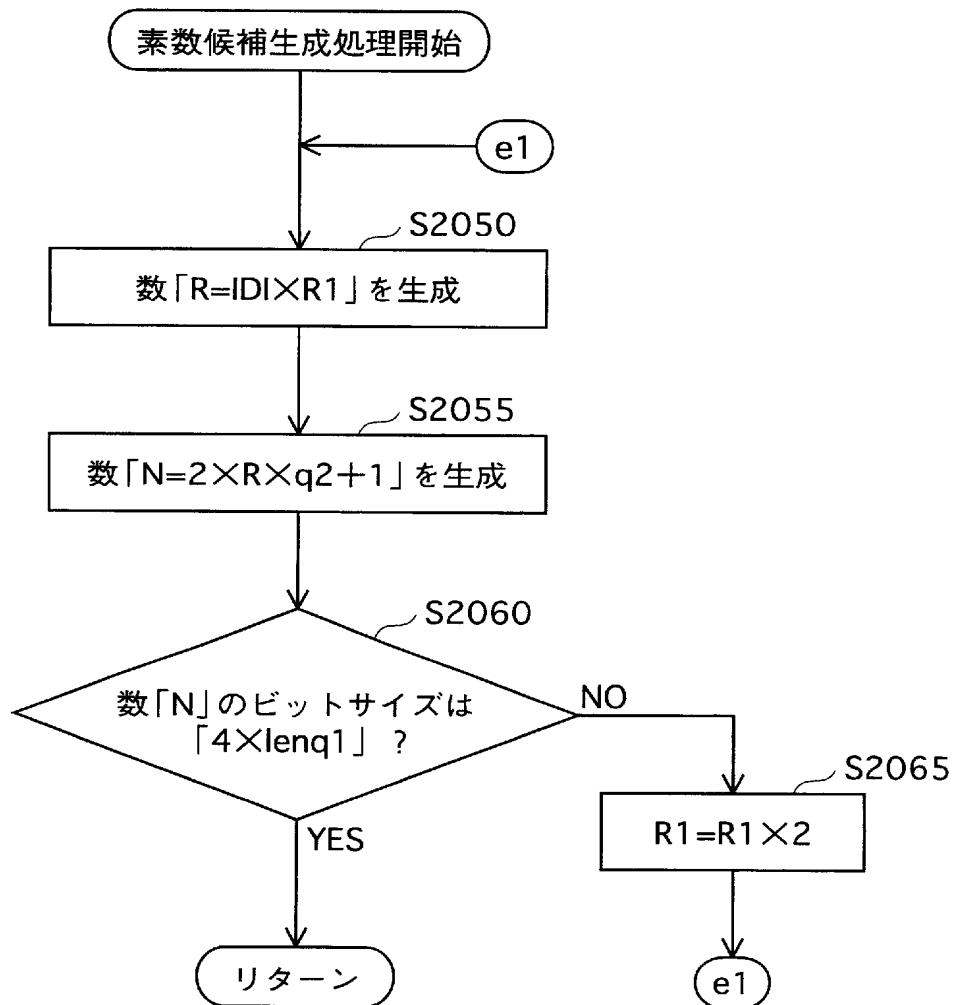 素数候補生成処理開始
e1
S2050
数「R=IDI×R1」を生成
S2055
数「N=2×R×q2+1」を生成
S2060
数「N」のビットサイズは
「4×lenq1」?
NO
YES
S2065
R1=R1×2
リターン
e1